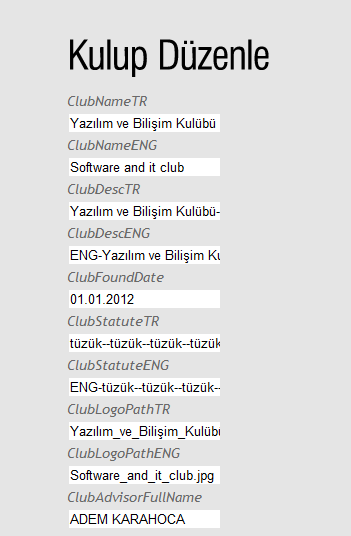 Kulup Düzenle
ClubNameTR
Yazılım ve Bilişim Kulübü
ClubNameENG
Software and it club
ClubDescTR
Yazılım ve Bilişim Kulübü-
ClubDescENG
ENG-Yazılım ve Bilişim Ku
ClubFoundDate
01.01.2012
ClubStatuteTR
tüzük--tüzük--tüzük--tüzük
ClubStatuteENG
ENG-tüzük--tüzük--tüzük--
ClubLogoPathTR
Yazılım_ve_Bilişim_Kulübü
ClubLogoPathENG
Software_and_it_club.jpg
ClubAdvisorFullName
ADEM KARAHOCA